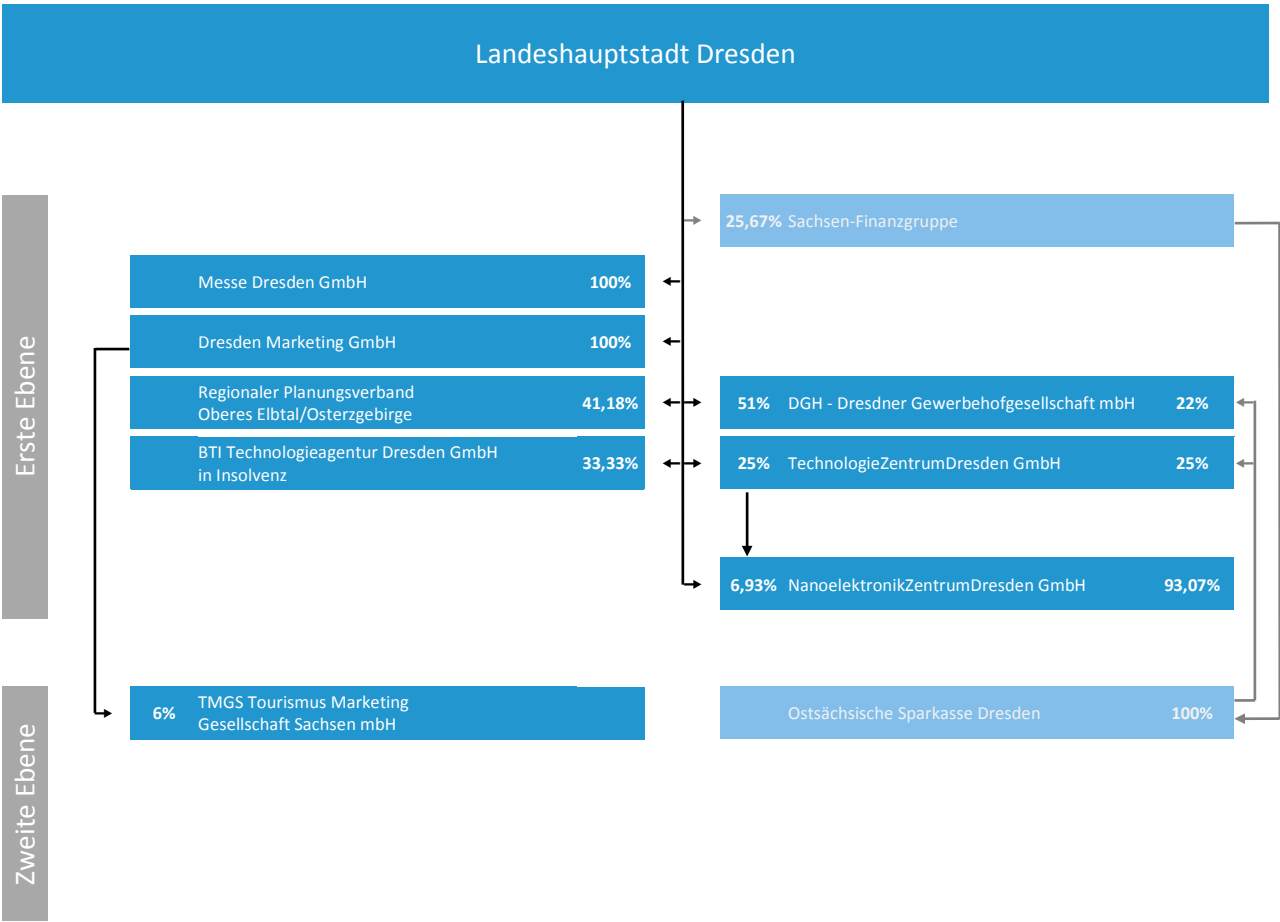 Landeshauptstadt Dresden
Erste Ebene
25,67% Sachsen-Finanzgruppe
Messe Dresden GmbH 100%
Dresden Marketing GmbH 100%
Regionaler Planungsverband
Oberes Elbtal/Osterzgebirge
41,18%
51% DGH - Dresdner Gewerbehofgesellschaft mbH 22%
BTI Technologieagentur Dresden GmbH
in Insolvenz
33,33%
25% TechnologieZentrumDresden GmbH 25%
6,93% NanoelektronikZentrumDresden GmbH 93,07%
Zweite Ebene
6%
TMGS Tourismus Marketing
Gesellschaft Sachsen mbH
Ostsächsische Sparkasse Dresden 100%